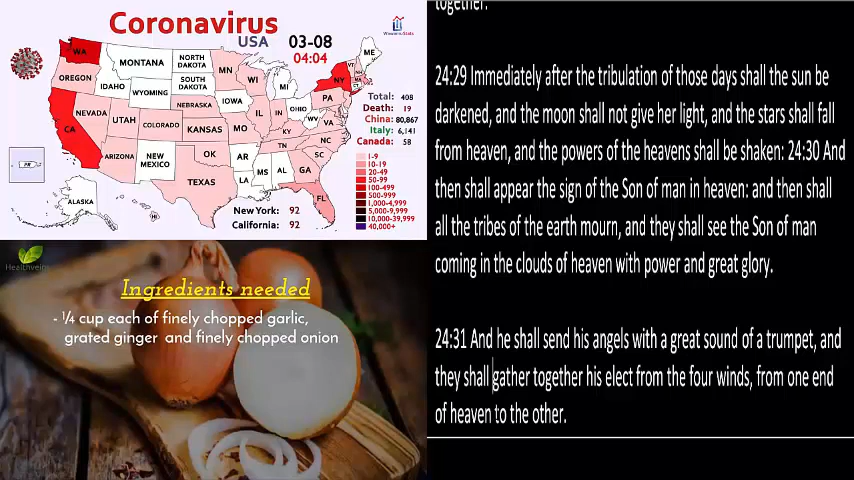 Coronavirus
USA
03-08
04:04
Wawamu.Stats
WA
MONTANA
NORTH
DAKOTA
MN
OREGON
IDAHO
SOUTH
DAKOTA
WI
MI
NY
ME
VT
NH
MA
CT
WYOMING
NEBRASKA
IOWA
PA
NEVADA
UTAH
COLORADO
KANSAS
MO
IL
IN
OHIO
WV
VA
KY
CA
ARIZONA
NEW
MEXICO
OK
AR
TN
NC
SC
TEXAS
LA
MS
AL
GA
FL
ALASKA
HI
PR
Total: 408
Death: 19
China: 80,867
Italy: 6,141
Canada: 58
1-9
10-19
20-49
50-99
100-499
500-999
1,000-4,999
5,000-9,999
10,000-39,999
40,000+
New York: 92
California: 92
Ingredients needed
- ¼ cup each of finely chopped garlic,
grated ginger and finely chopped onion
together.
24:29 Immediately after the tribulation of those days shall the sun be
darkened, and the moon shall not give her light, and the stars shall fall
from heaven, and the powers of the heavens shall be shaken: 24:30 And
then shall appear the sign of the Son of man in heaven: and then shall
all the tribes of the earth mourn, and they shall see the Son of man
coming in the clouds of heaven with power and great glory.
24:31 And he shall send his angels with a great sound of a trumpet, and
they shall gather together his elect from the four winds, from one end
of heaven to the other.